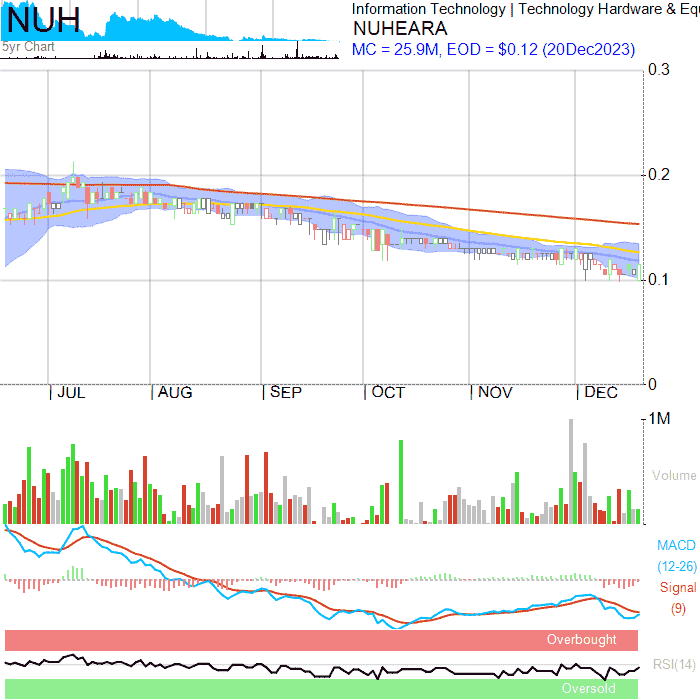 NUH
5yr Chart
Information Technology | Technology Hardware & Equ
NUHEARA
MC = 25.9M, EOD = $0.12 (20Dec2023)
0.3
0.2
0.1
0
JUL AUG SEP OCT NOV DEC
1M
Volume
MACD
(12-26)
Signal
(9)
Overbought
RSI(14)
Oversold